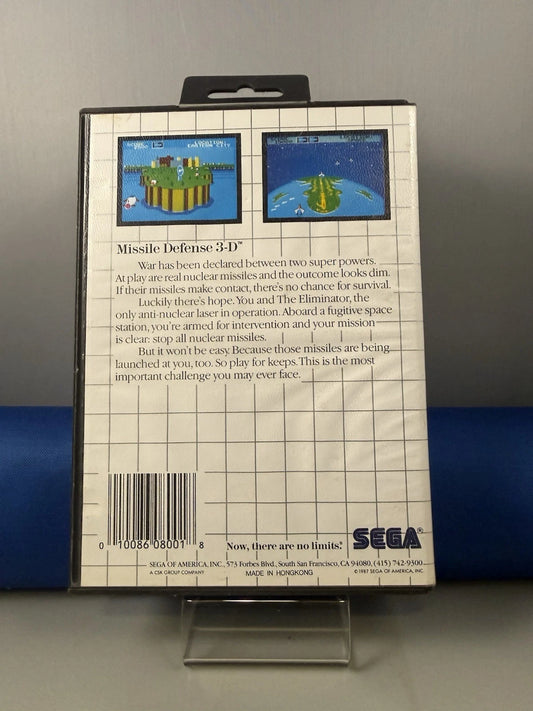 LOCATION:
EASTERN CITY
Missile Defense 3-D™
War has been declared between two super powers.
At play are real nuclear missiles and the outcome looks dim.
If their missiles make contact, there's no chance for survival.
Luckily there's hope. You and The Eliminator, the
only anti-nuclear laser in operation. Aboard a fugitive space
station, you're armed for intervention and your mission
is clear: stop all nuclear missiles.
But it won't be easy. Because those missiles are being
launched at you, too. So play for keeps. This is the most
important challenge you may ever face.
0 10086 08001 8
Now, there are no limits.®
SEGA®
SEGA OF AMERICA, INC., 573 Forbes Blvd., South San Francisco, CA 94080, (415) 742-9300
A CSK GROUP COMPANY
MADE IN HONGKONG
©1987 SEGA OF AMERICA, INC.